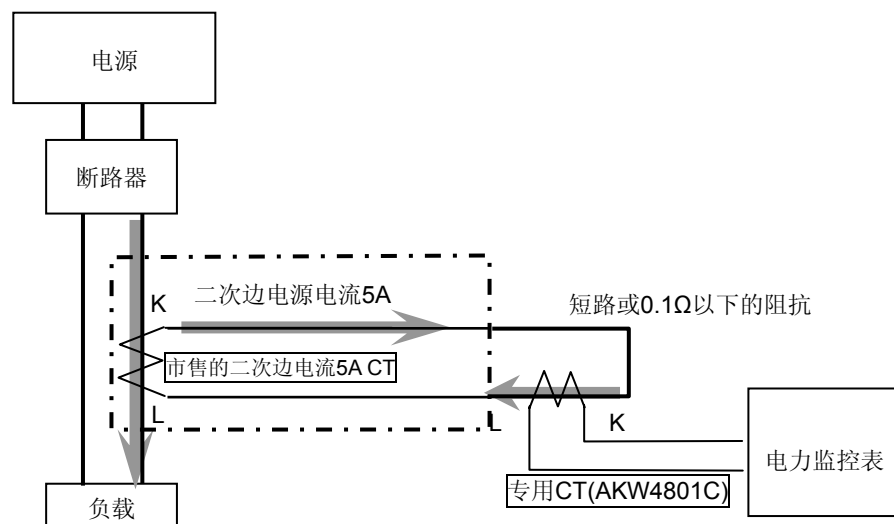 电源
断路器
K
二次边电源电流5A
短路或0.1Ω以下的阻抗
市售的二次边电流5A CT
L
L
K
电力监控表
专用CT(AKW4801C)
负载